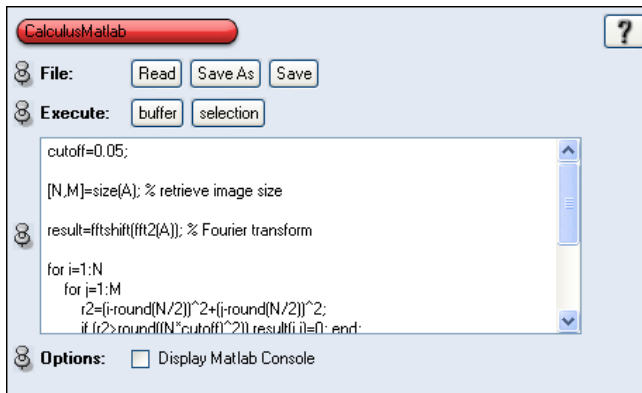 CalculusMatlab
?
File: Read Save As Save
Execute: buffer selection
cutoff=0.05;
[N,M]=size(A); % retrieve image size
result=fftshift(fft2(A)); % Fourier transform
for i=1:N
for j=1:M
r2=(i-round(N/2))^2+(j-round(N/2))^2;
if (r2>round((N*cutoff)^2)) result(i,j)=0; end;
Options: Display Matlab Console